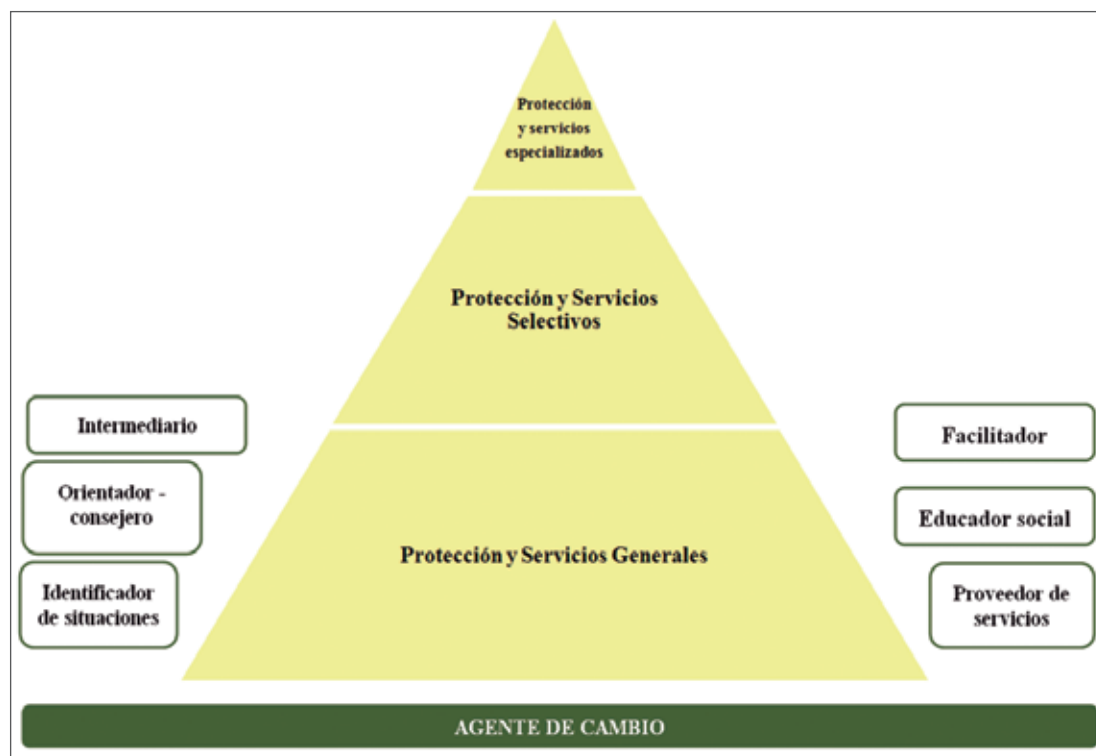 Protección
y servicios
especializados
Protección y Servicios
Selectivos
Intermediario
Orientador -
consejero
Identificador
de situaciones
Protección y Servicios Generales
Facilitador
Educador social
Proveedor de
servicios
AGENTE DE CAMBIO